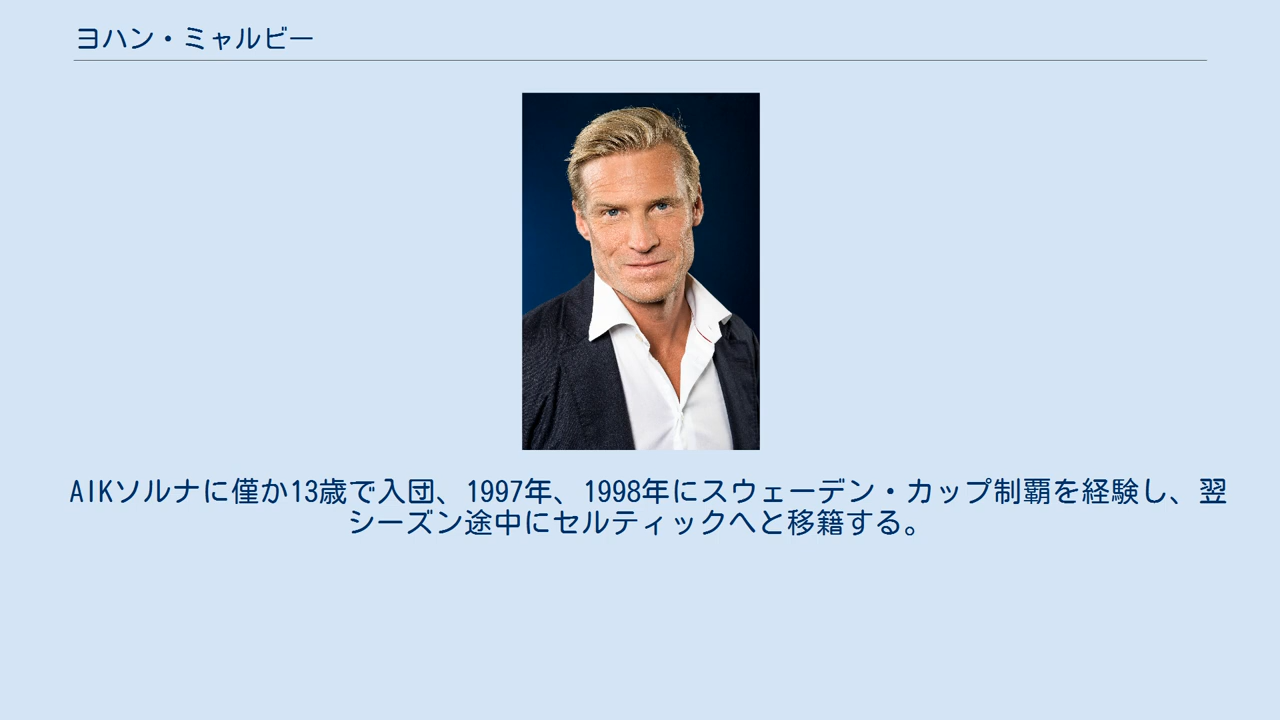 ヨハン・ミャルビー
AIKソルナに僅か13歳で入団、1997年、1998年にスウェーデン・カップ制覇を経験し、翌
シーズン途中にセルティックへと移籍する。